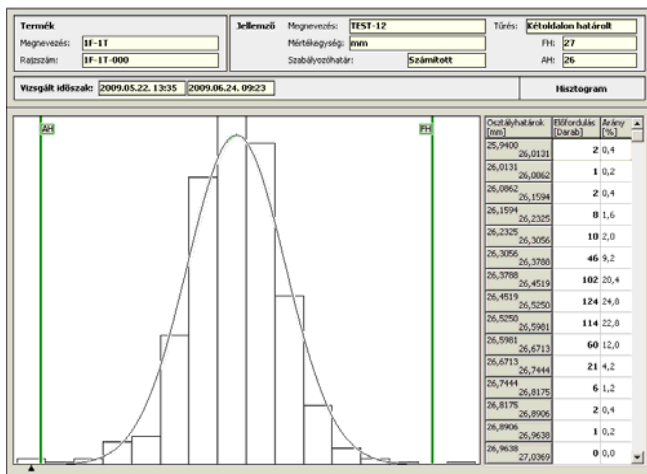 Termék
Megnevezés: 1F-1T
Rajzszám: 1F-1T-000
Jellemző Megnevezés: TEST-12 Tűrés: Kétoldalon határolt
Mértékegység: mm FH: 27
Szabályozóhatár: Számított AH: 26
Vizsgált időszak: 2009.05.22. 13:35 2009.06.24. 09:23 Hisztogram
AH FH
Osztályhatárok [mm] Előfordulás [Darab] Arány [%]
25,9400 26,0131 2 0,4
26,0131 26,0862 1 0,2
26,0862 26,1594 2 0,4
26,1594 26,2325 8 1,6
26,2325 26,3056 10 2,0
26,3056 26,3788 46 9,2
26,3788 26,4519 102 20,4
26,4519 26,5250 124 24,8
26,5250 26,5981 114 22,8
26,5981 26,6713 60 12,0
26,6713 26,7444 21 4,2
26,7444 26,8175 6 1,2
26,8175 26,8906 2 0,4
26,8906 26,9638 1 0,2
26,9638 27,0369 0 0,0